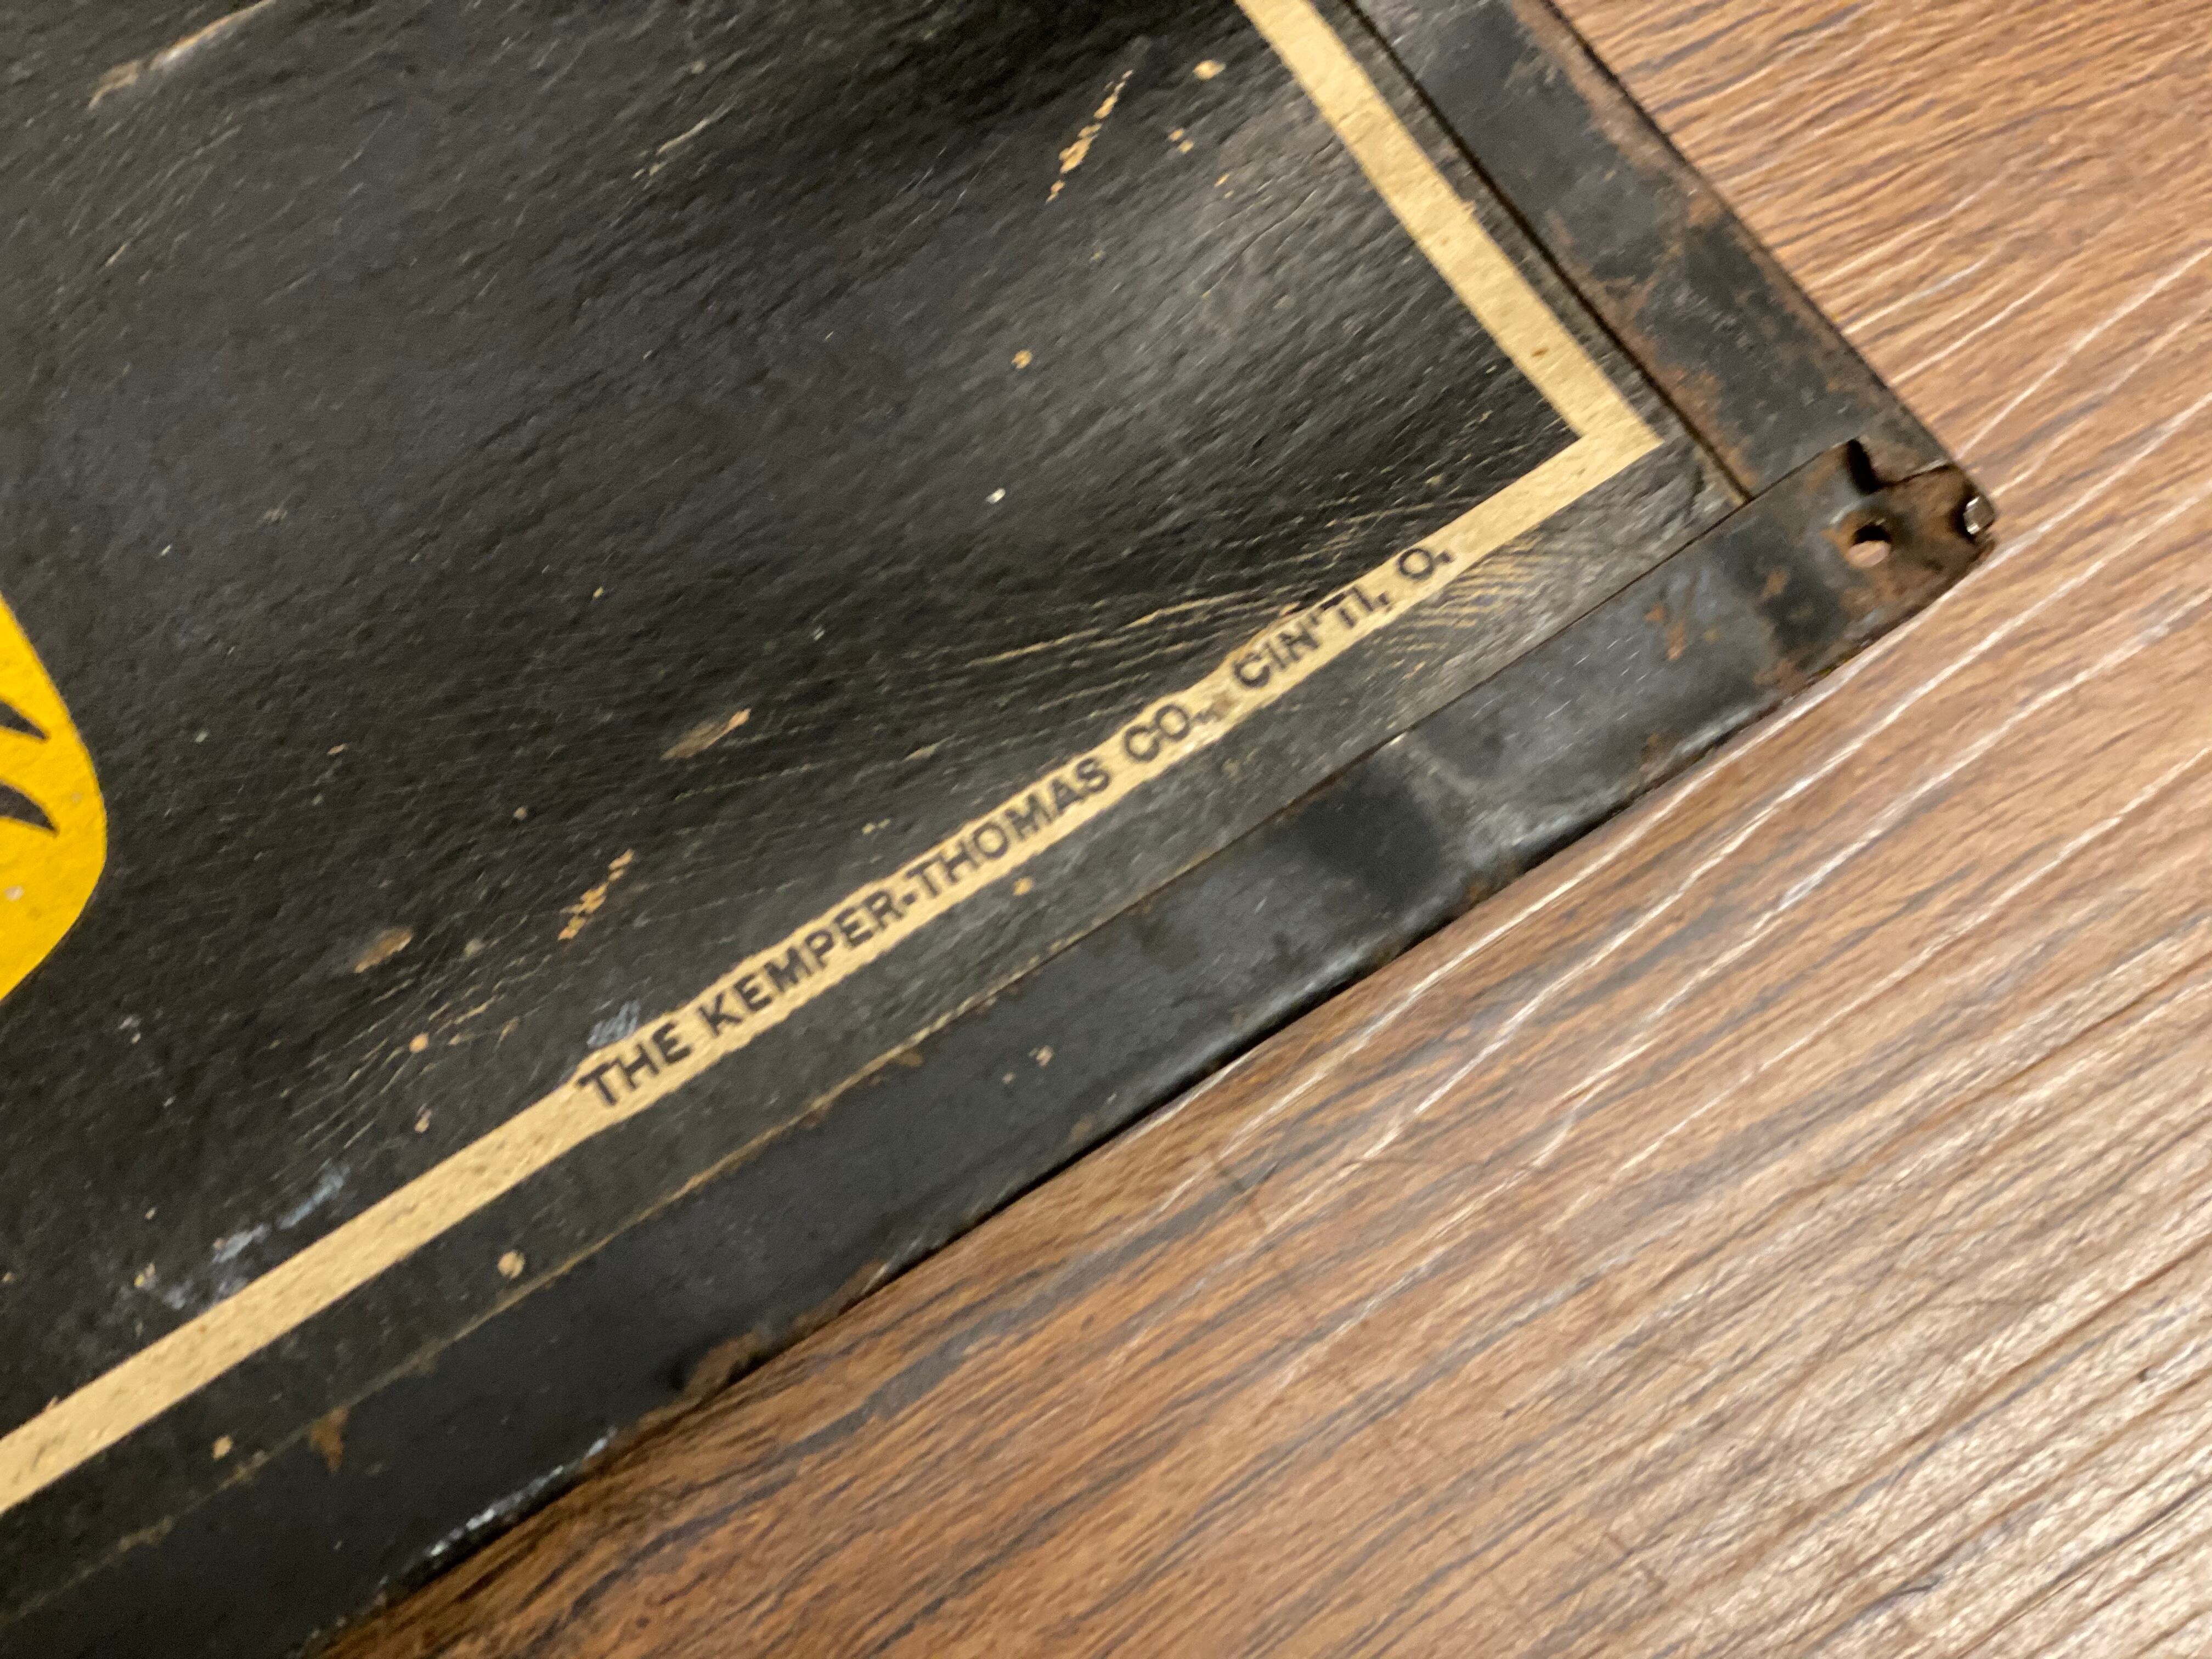 THE KEMPER-THOMAS CO., CIN'TI, O.